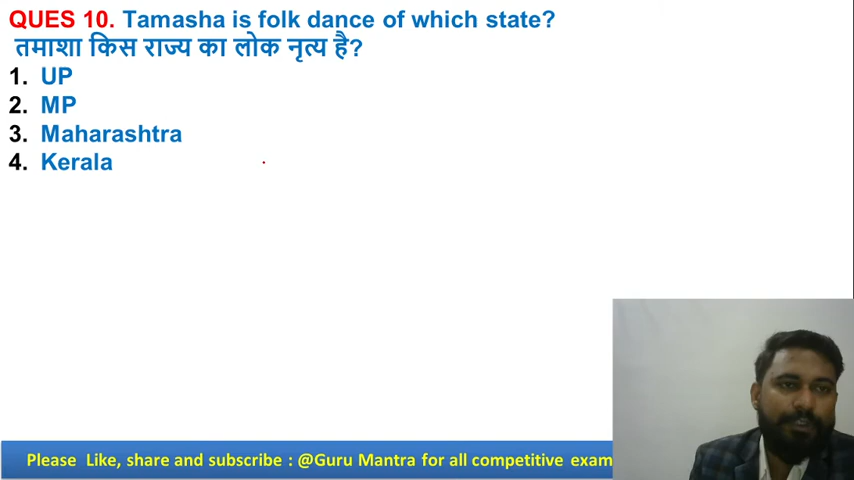 QUES 10. Tamasha is folk dance of which state?
तमाशा किस राज्य का लोक नृत्य है?
1. UP
2. MP
3. Maharashtra
4. Kerala
Please Like, share and subscribe : @Guru Mantra for all competitive exam